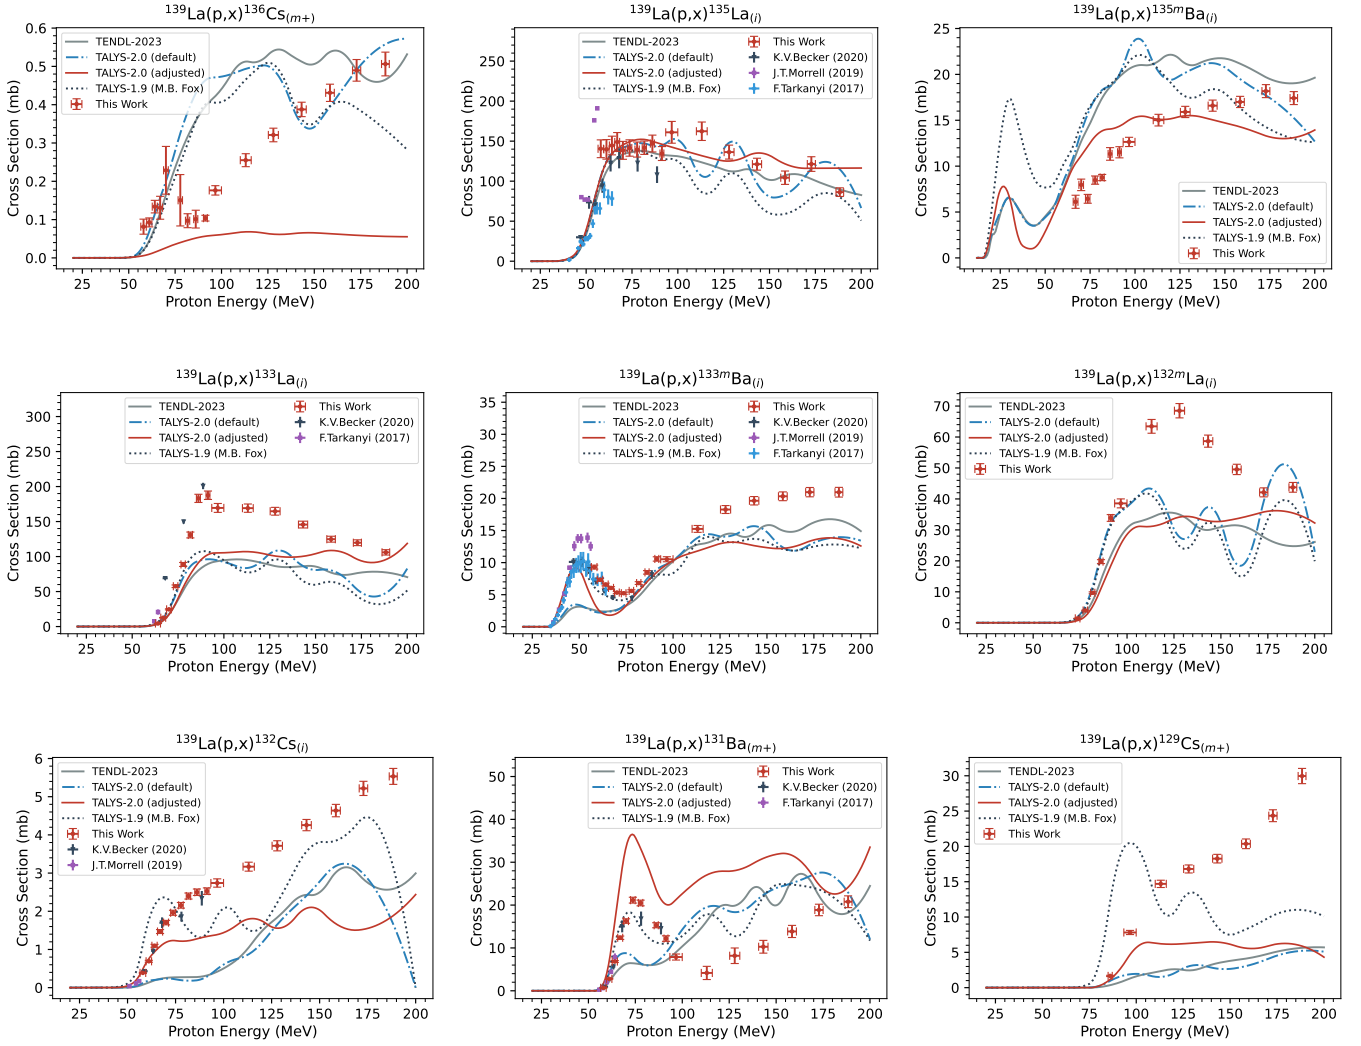 139La(p,x)136Cs(m+)
Cross Section (mb)
0.6
0.5
0.4
0.3
0.2
0.1
0.0
TENDL-2023
TALYS-2.0 (default)
TALYS-2.0 (adjusted)
TALYS-1.9 (M.B. Fox)
This Work
25 50 75 100 125 150 175 200
Proton Energy (MeV)
139La(p,x)135La(i)
Cross Section (mb)
250
200
150
100
50
0
TENDL-2023
TALYS-2.0 (default)
TALYS-2.0 (adjusted)
TALYS-1.9 (M.B. Fox)
This Work
K.V.Becker (2020)
J.T.Morrell (2019)
F.Tarkanyi (2017)
25 50 75 100 125 150 175 200
Proton Energy (MeV)
139La(p,x)135mBa(i)
Cross Section (mb)
25
20
15
10
5
0
TENDL-2023
TALYS-2.0 (default)
TALYS-2.0 (adjusted)
TALYS-1.9 (M.B. Fox)
This Work
25 50 75 100 125 150 175 200
Proton Energy (MeV)
139La(p,x)133La(i)
Cross Section (mb)
300
250
200
150
100
50
0
TENDL-2023
TALYS-2.0 (default)
TALYS-2.0 (adjusted)
TALYS-1.9 (M.B. Fox)
This Work
K.V.Becker (2020)
F.Tarkanyi (2017)
25 50 75 100 125 150 175 200
Proton Energy (MeV)
139La(p,x)133mBa(i)
Cross Section (mb)
35
30
25
20
15
10
5
0
TENDL-2023
TALYS-2.0 (default)
TALYS-2.0 (adjusted)
TALYS-1.9 (M.B. Fox)
This Work
K.V.Becker (2020)
J.T.Morrell (2019)
F.Tarkanyi (2017)
25 50 75 100 125 150 175 200
Proton Energy (MeV)
139La(p,x)132mLa(i)
Cross Section (mb)
70
60
50
40
30
20
10
0
TENDL-2023
TALYS-2.0 (default)
TALYS-2.0 (adjusted)
TALYS-1.9 (M.B. Fox)
This Work
25 50 75 100 125 150 175 200
Proton Energy (MeV)
139La(p,x)132Cs(i)
Cross Section (mb)
6
5
4
3
2
1
0
TENDL-2023
TALYS-2.0 (default)
TALYS-2.0 (adjusted)
TALYS-1.9 (M.B. Fox)
This Work
K.V.Becker (2020)
J.T.Morrell (2019)
25 50 75 100 125 150 175 200
Proton Energy (MeV)
139La(p,x)131Ba(m+)
Cross Section (mb)
50
40
30
20
10
0
TENDL-2023
TALYS-2.0 (default)
TALYS-2.0 (adjusted)
TALYS-1.9 (M.B. Fox)
This Work
K.V.Becker (2020)
F.Tarkanyi (2017)
25 50 75 100 125 150 175 200
Proton Energy (MeV)
139La(p,x)129Cs(m+)
Cross Section (mb)
30
25
20
15
10
5
0
TENDL-2023
TALYS-2.0 (default)
TALYS-2.0 (adjusted)
TALYS-1.9 (M.B. Fox)
This Work
25 50 75 100 125 150 175 200
Proton Energy (MeV)